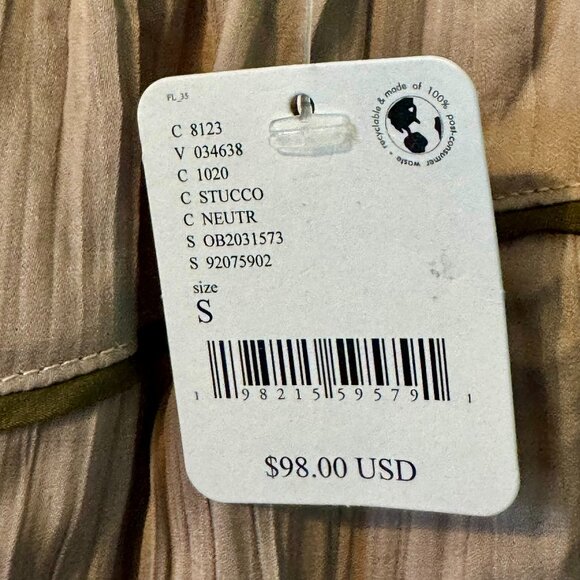 FL_35
recyclable & made of 100% post-consumer waste
C 8123
V 034638
C 1020
C STUCCO
C NEUTR
S OB2031573
S 92075902
size
S
1 98215 59579 1
$98.00 USD